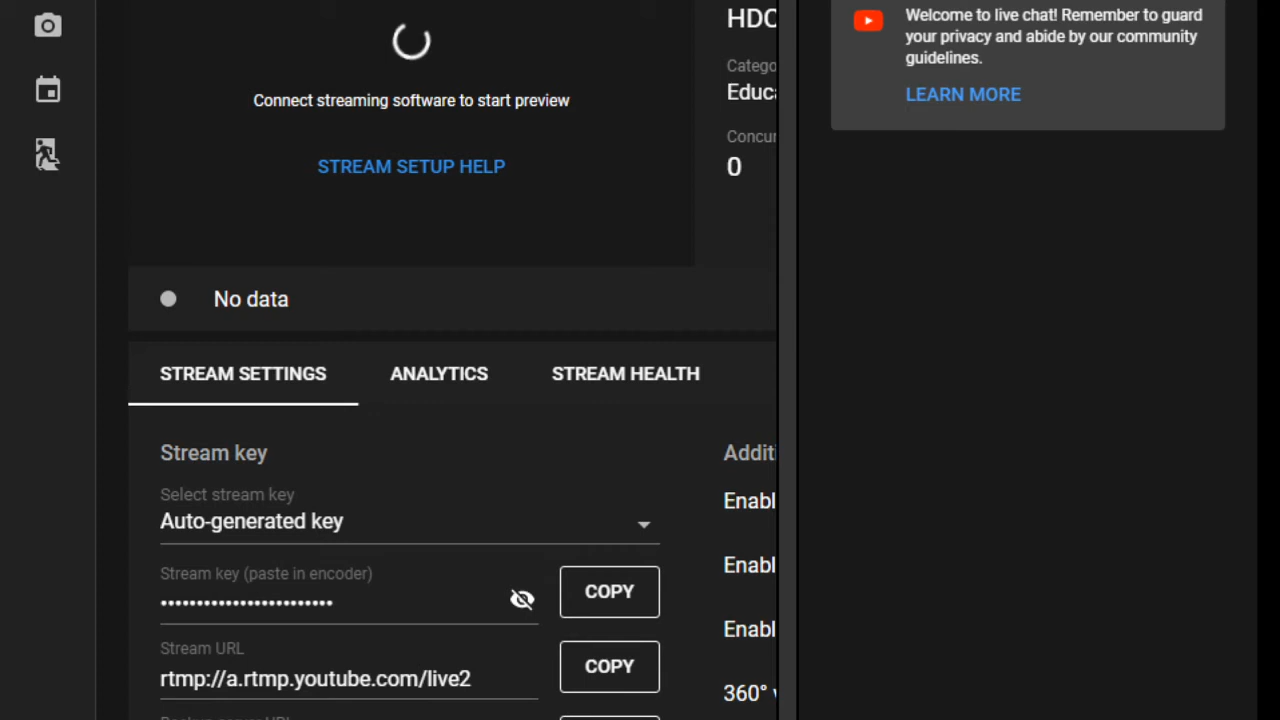 HDC
Catego
Educa
Concur
0
Connect streaming software to start preview
STREAM SETUP HELP
No data
STREAM SETTINGS
ANALYTICS
STREAM HEALTH
Stream key
Select stream key
Auto-generated key
Stream key (paste in encoder)
••••••••••••••••••••••••
COPY
Stream URL
rtmp://a.rtmp.youtube.com/live2
COPY
Additi
Enabl
Enabl
Enabl
360°
Welcome to live chat! Remember to guard
your privacy and abide by our community
guidelines.
LEARN MORE